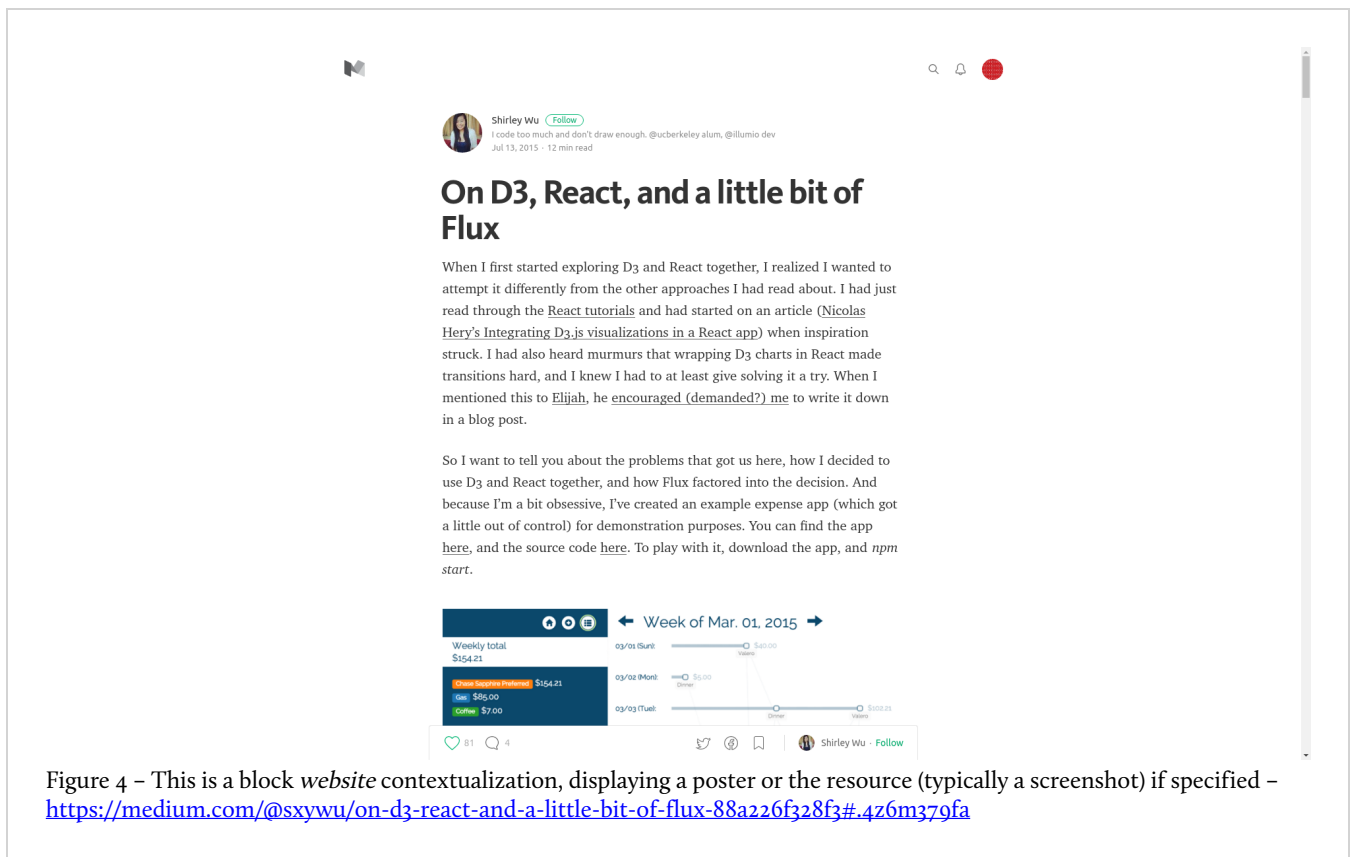 Shirley Wu Follow
I code too much and don't draw enough. @ucberkeley alum, @illumio dev
Jul 13, 2015 · 12 min read
On D3, React, and a little bit of
Flux
When I first started exploring D3 and React together, I realized I wanted to
attempt it differently from the other approaches I had read about. I had just
read through the React tutorials and had started on an article (Nicolas
Hery's Integrating D3.js visualizations in a React app) when inspiration
struck. I had also heard murmurs that wrapping D3 charts in React made
transitions hard, and I knew I had to at least give solving it a try. When I
mentioned this to Elijah, he encouraged (demanded?) me to write it down
in a blog post.
So I want to tell you about the problems that got us here, how I decided to
use D3 and React together, and how Flux factored into the decision. And
because I'm a bit obsessive, I've created an example expense app (which got
a little out of control) for demonstration purposes. You can find the app
here, and the source code here. To play with it, download the app, and npm
start.
Weekly total
$154.21
Chase Sapphire Preferred $154.21
Gas $85.00
Coffee $7.00
Week of Mar. 01, 2015
03/01 (Sun): $40.00
Valero
03/02 (Mon): $5.00
Dinner
03/03 (Tue): $102.21
Dinner Valero
81 4 Shirley Wu · Follow
Figure 4 – This is a block website contextualization, displaying a poster or the resource (typically a screenshot) if specified –
https://medium.com/@sxywu/on-d3-react-and-a-little-bit-of-flux-88a226f328f3#.4z6m379fa